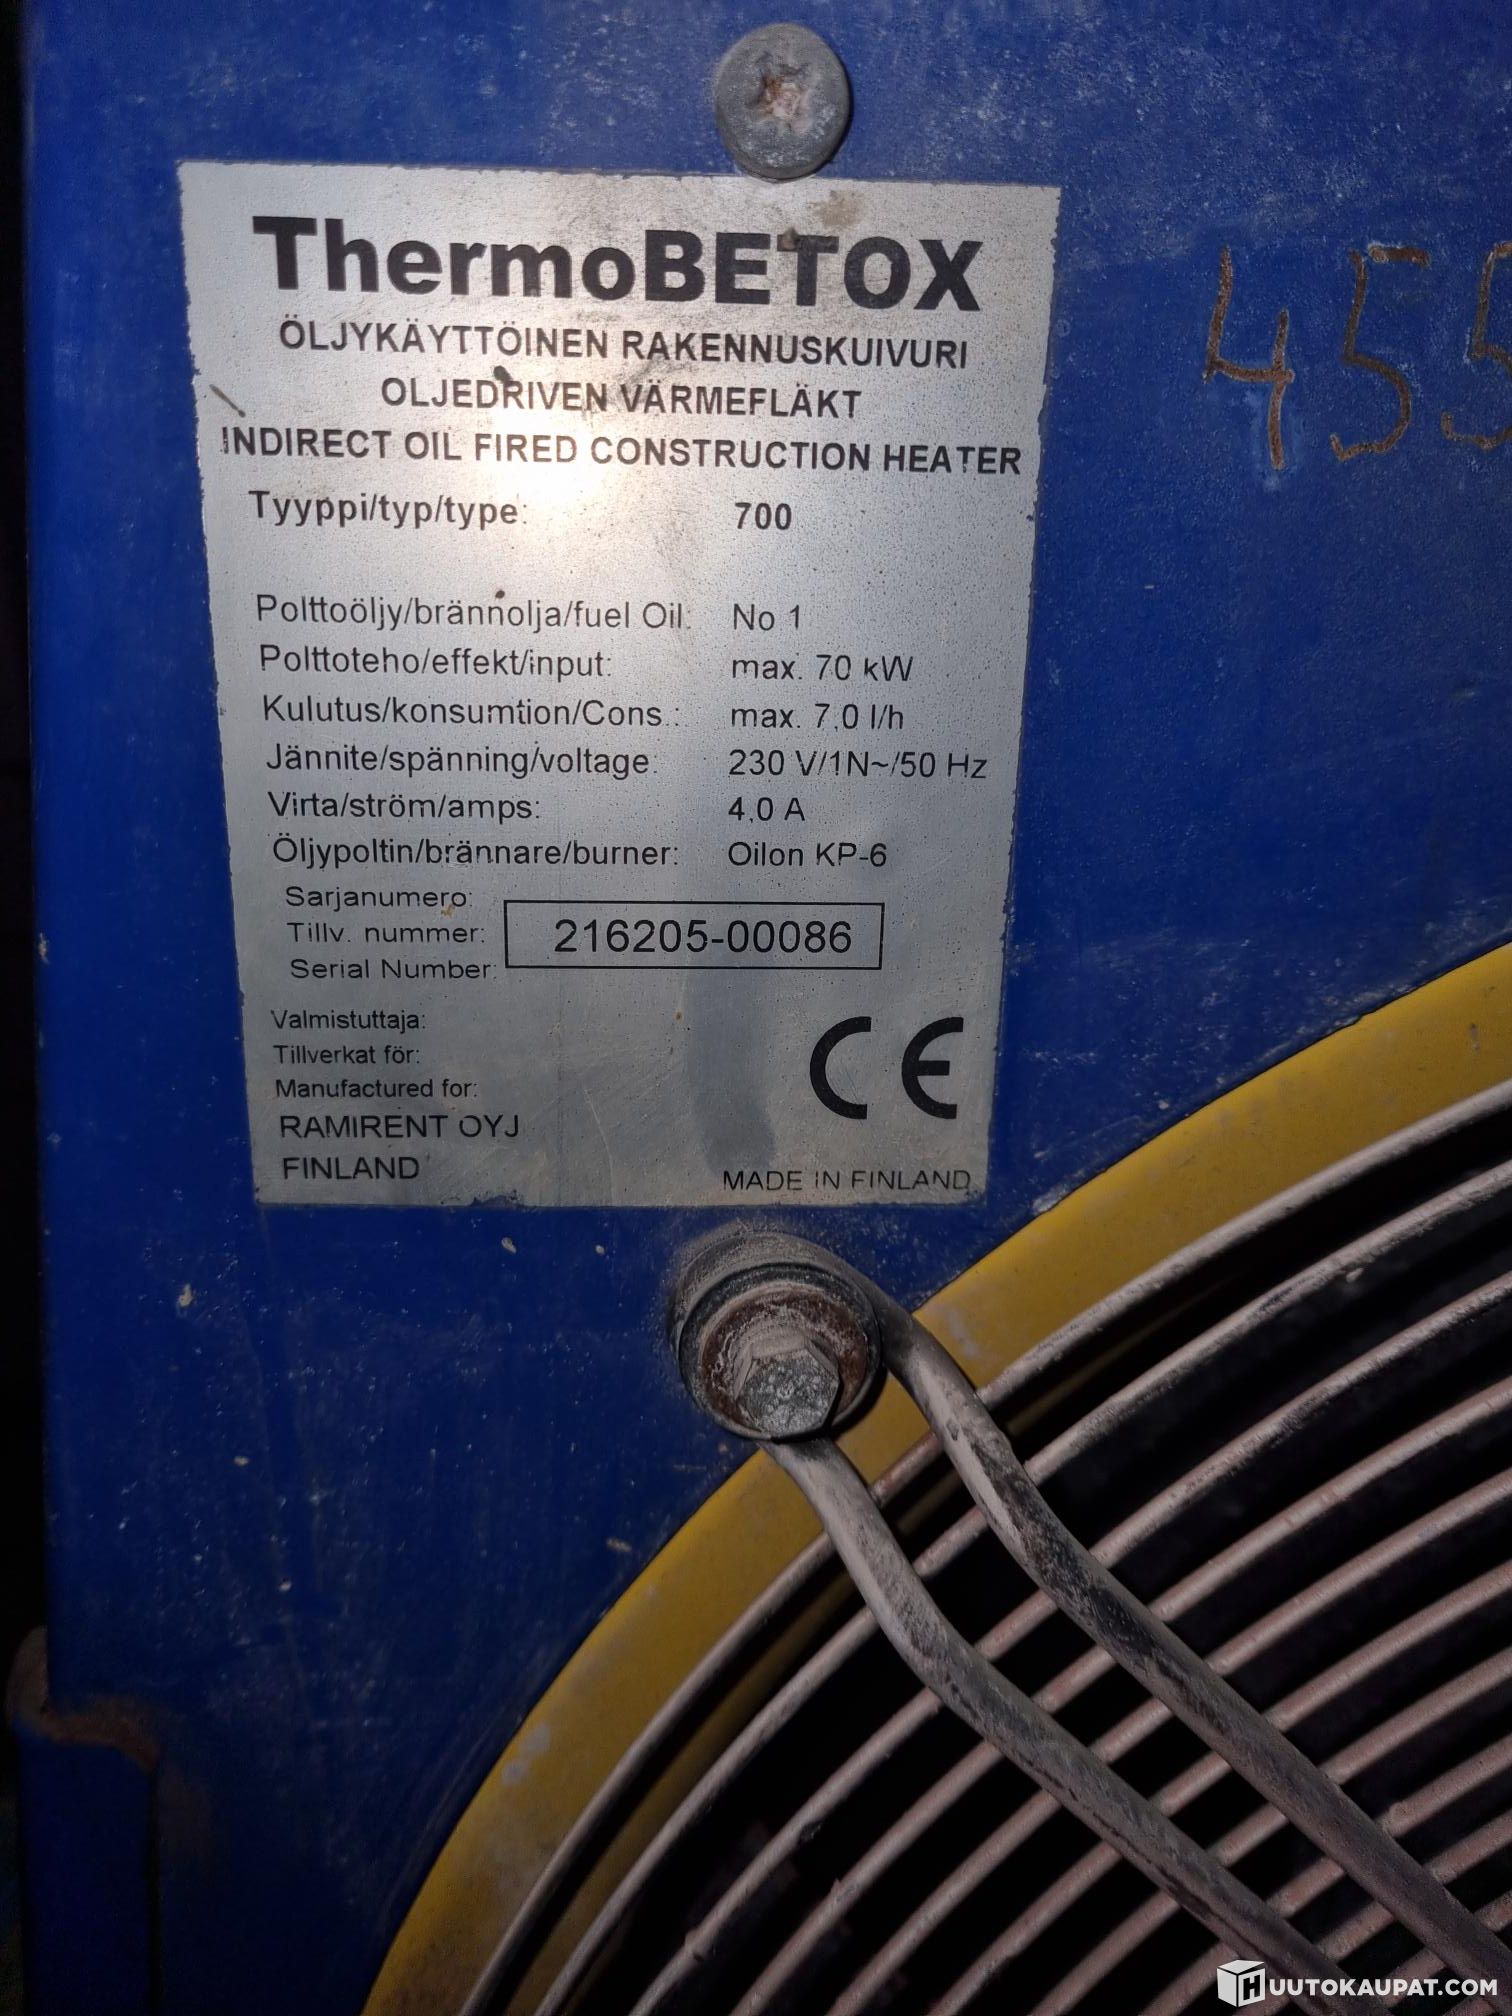 ThermoBETOX
ÖLJYKÄYTTÖINEN RAKENNUSKUIVURI
OLJEDRIVEN VÄRMEFLÄKT
INDIRECT OIL FIRED CONSTRUCTION HEATER
Tyyppi/typ/type: 700
Polttoöljy/brännolja/fuel Oil: No 1
Polttoteho/effekt/input: max. 70 kW
Kulutus/konsumtion/Cons.: max. 7,0 l/h
Jännite/spänning/voltage: 230 V/1N~/50 Hz
Virta/ström/amps: 4,0 A
Öljypoltin/brännare/burner: Oilon KP-6
Sarjanumero:
Tillv. nummer: 216205-00086
Serial Number:
Valmistuttaja:
Tillverkat för:
Manufactured for:
RAMIRENT OYJ
FINLAND
CE
MADE IN FINLAND
455
HUUTOKAUPAT.COM